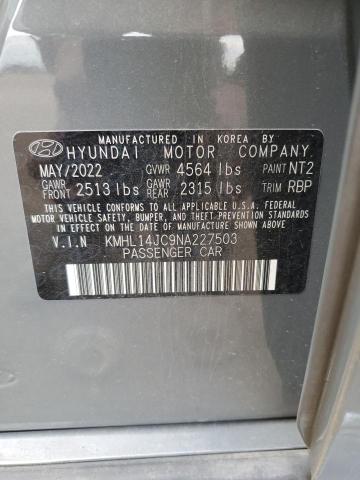 MANUFACTURED IN KOREA BY
HYUNDAI MOTOR COMPANY.
MAY/2022 GVWR 4564 lbs PAINT NT2
GAWR FRONT 2513 lbs GAWR REAR 2315 lbs TRIM RBP
THIS VEHICLE CONFORMS TO ALL APPLICABLE U.S.A. FEDERAL
MOTOR VEHICLE SAFETY, BUMPER, AND THEFT PREVENTION STANDARDS
IN EFFECT ON THE DATE OF MANUFACTURE SHOWN ABOVE.
V.I.N KMHL14JC9NA227503
PASSENGER CAR